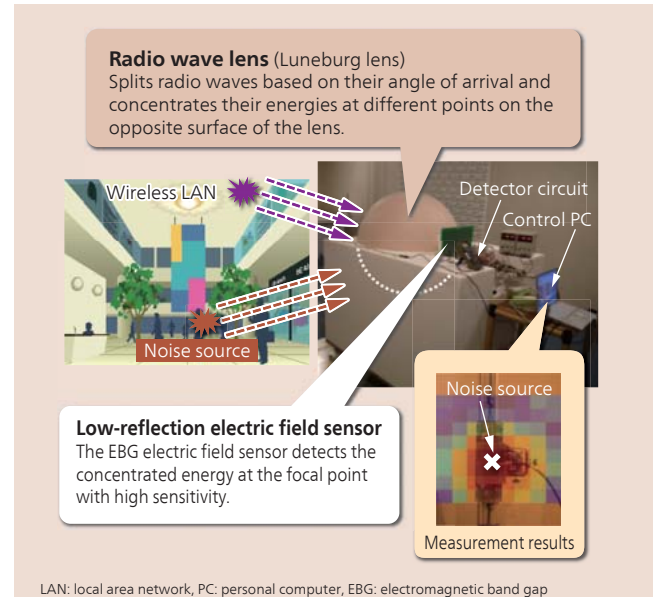 Radio wave lens (Luneburg lens)
Splits radio waves based on their angle of arrival and
concentrates their energies at different points on the
opposite surface of the lens.
Wireless LAN
Detector circuit
Control PC
Noise source
Low-reflection electric field sensor
The EBG electric field sensor detects the
concentrated energy at the focal point
with high sensitivity.
Noise source
Measurement results
LAN: local area network, PC: personal computer, EBG: electromagnetic band gap